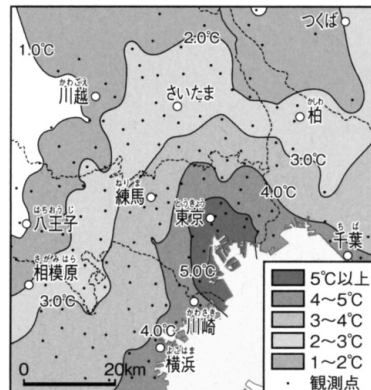 1.0℃
2.0℃
つくば
かわごえ
川越
さいたま
かしわ
柏
3.0℃
ねりま
練馬
4.0℃
とうきょう
東京
はちおうじ
八王子
ちば
千葉
さがみはら
相模原
5.0℃
3.0℃
かわさき
川崎
4.0℃
よこはま
横浜
0 20km
5℃以上
4〜5℃
3〜4℃
2〜3℃
1〜2℃
観測点